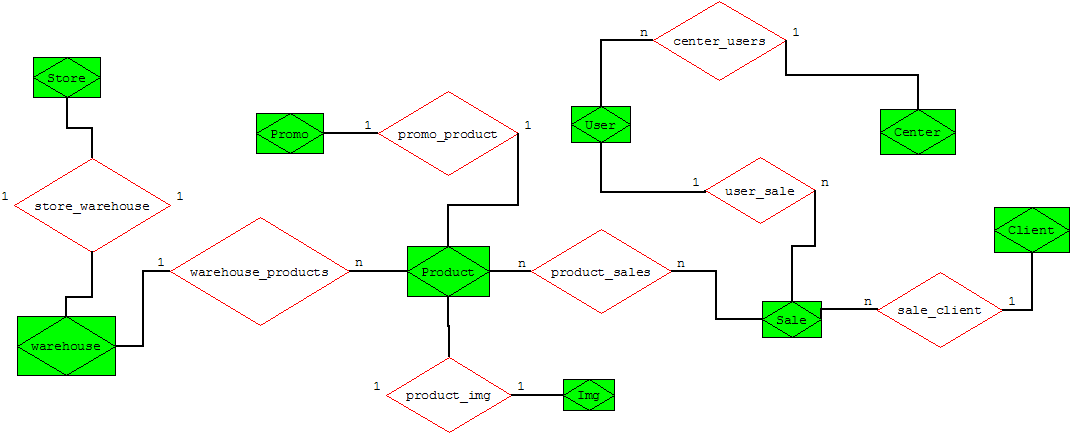 n
center_users
1
Store
Promo
1
promo_product
1
User
Center
1
user_sale
n
1
store_warehouse
1
Client
1
warehouse_products
n
Product
n
product_sales
n
n
sale_client
1
Sale
warehouse
1
product_img
1
Img